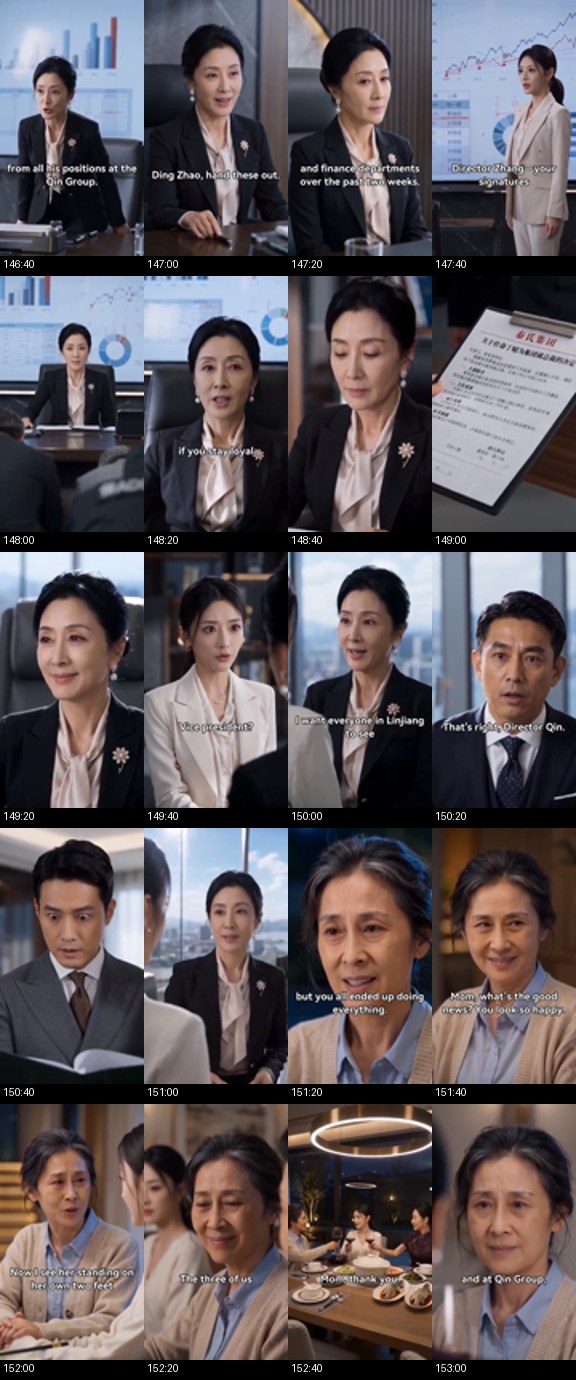 from all his positions at the
Qin Group.
146:40
Ding Zhao, hand these out.
147:00
and finance departments
over the past two weeks.
147:20
Director Zhang, your
signatures
147:40
148:00
if you stay loyal,
148:20
148:40
秦氏集团
149:00
149:20
Vice president?
149:40
I want everyone in Linjiang
to see
150:00
That's right, Director Qin.
150:20
150:40
151:00
but you all ended up doing
everything.
151:20
Mom, what's the good
news? You look so happy.
151:40
Now I see her standing on
her own two feet
152:00
The three of us
152:20
Mom, thank you
152:40
and at Qin Group,
153:00